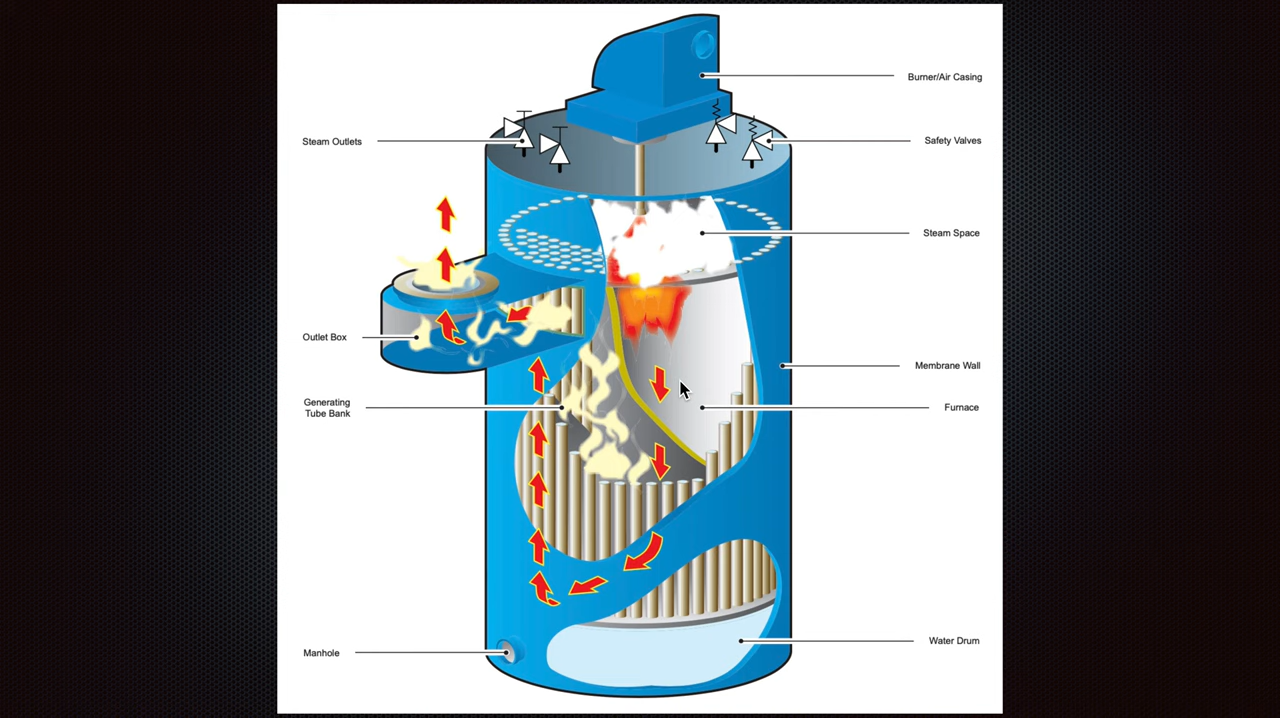 Burner/Air Casing
Steam Outlets
Safety Valves
Steam Space
Outlet Box
Membrane Wall
Generating
Tube Bank
Furnace
Water Drum
Manhole